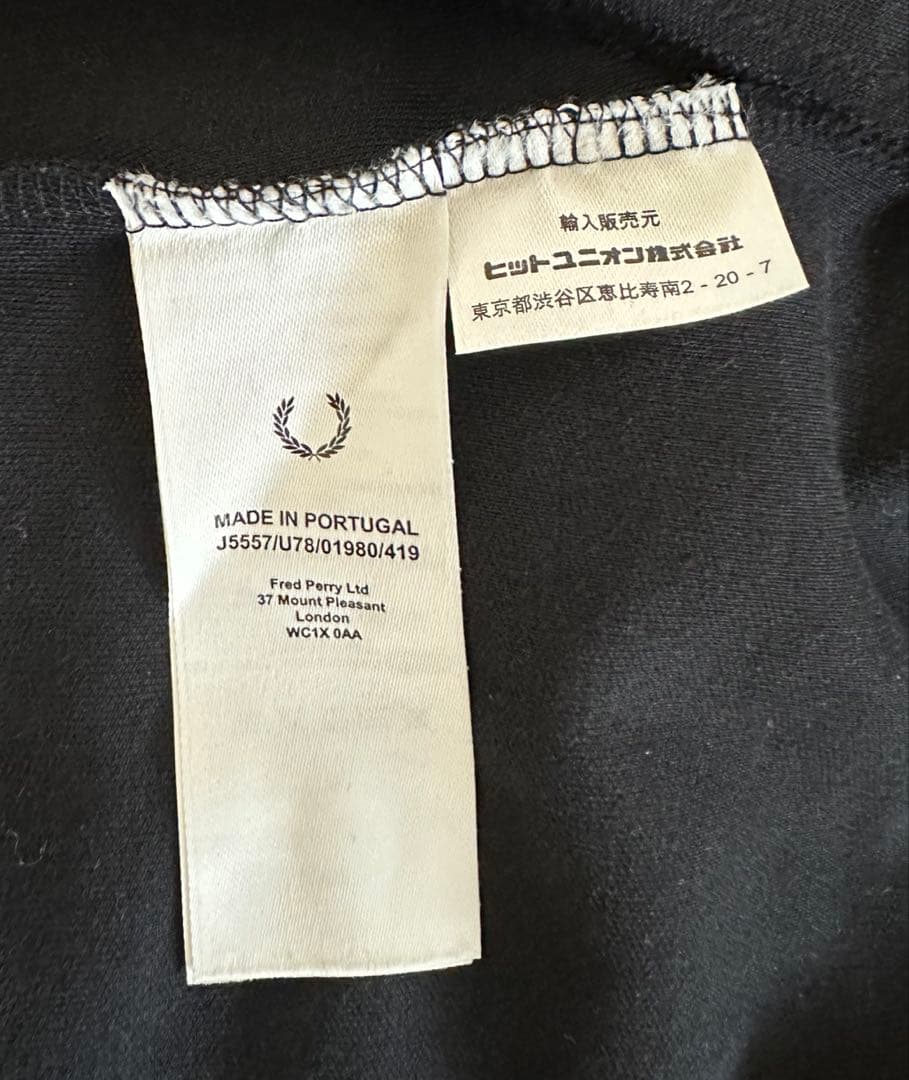 輸入販売元
ヒットユニオン株式会社
東京都渋谷区恵比寿南2-20-7
MADE IN PORTUGAL
J5557/U78/01980/419
Fred Perry Ltd
37 Mount Pleasant
London
WC1X 0AA